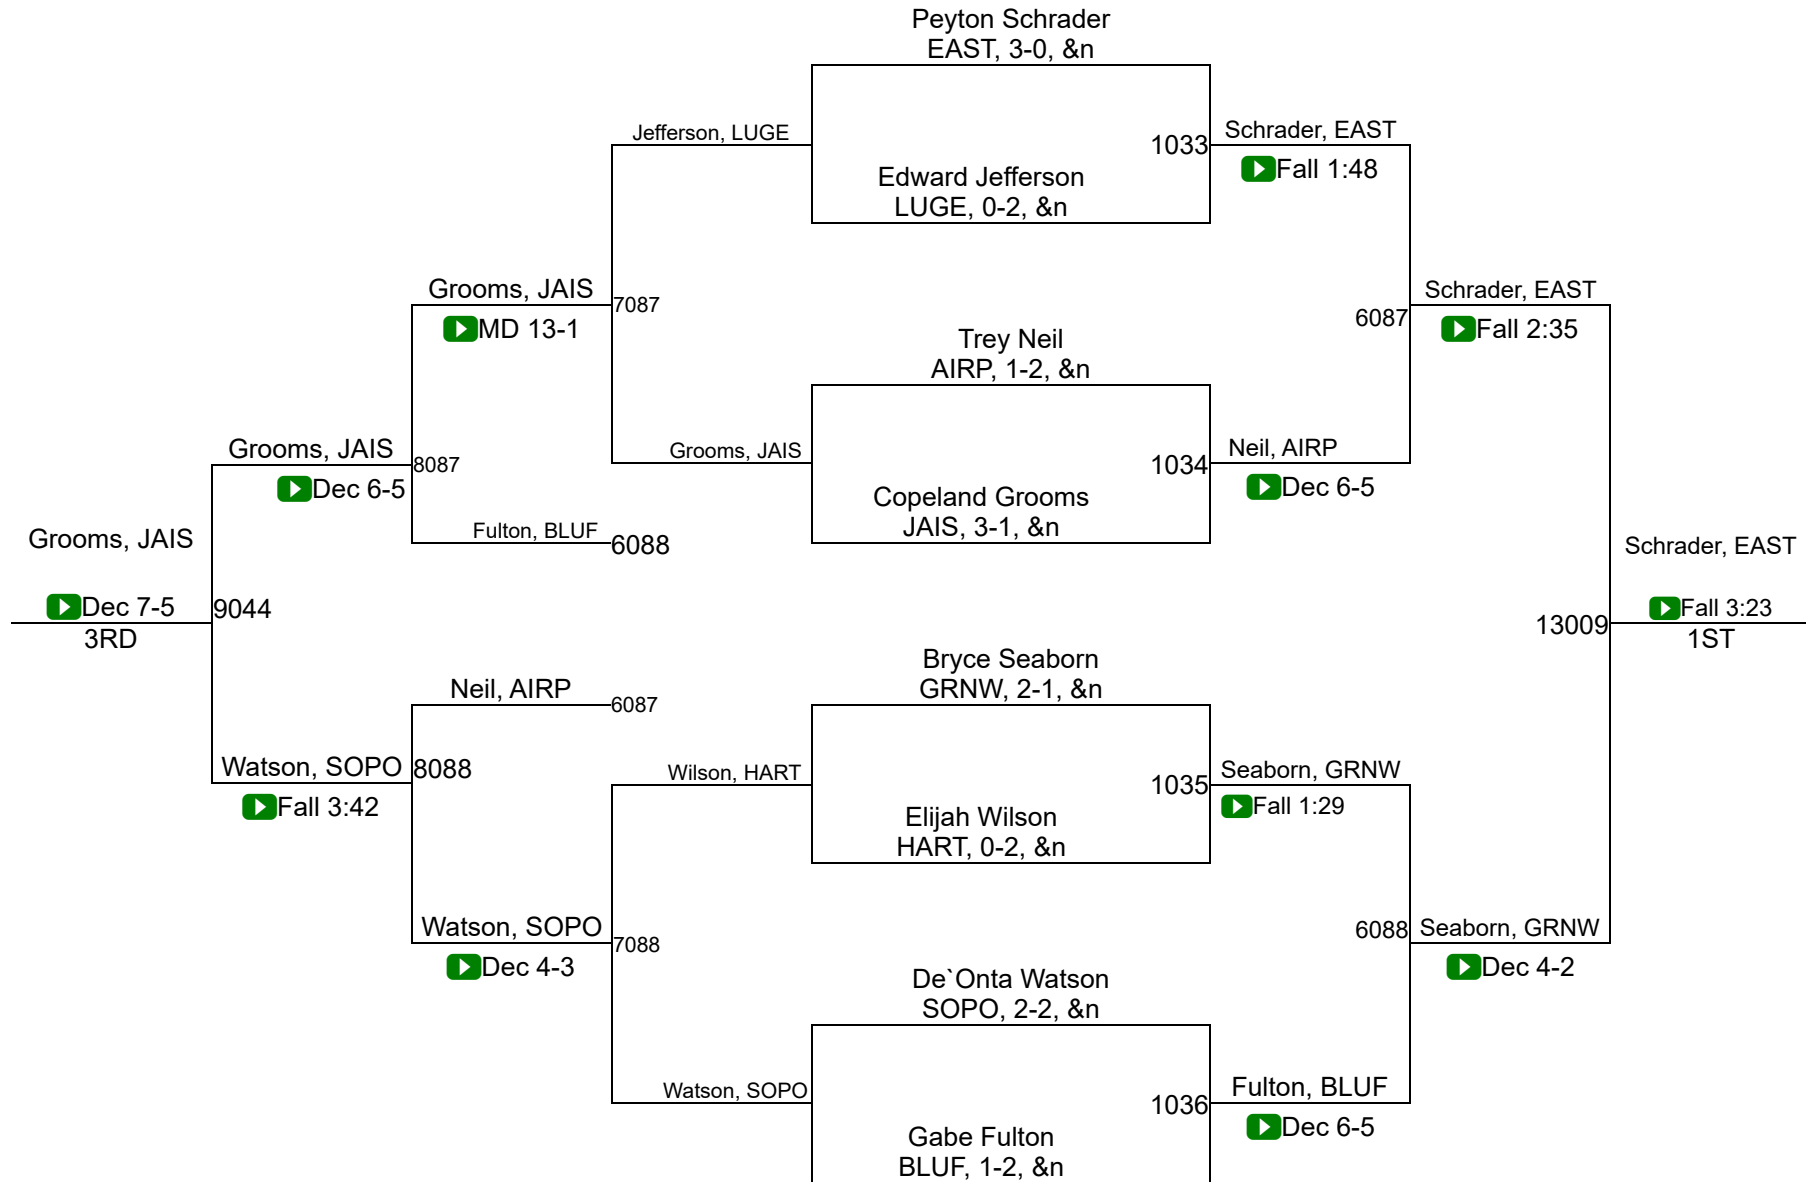 Peyton Schrader
EAST, 3-0, &n
Jefferson, LUGE
1033
Schrader, EAST
Fall 1:48
Edward Jefferson
LUGE, 0-2, &n
Grooms, JAIS
7087
MD 13-1
Schrader, EAST
6087
Fall 2:35
Trey Neil
AIRP, 1-2, &n
Grooms, JAIS
8087
Dec 6-5
Grooms, JAIS
1034
Neil, AIRP
Dec 6-5
Copeland Grooms
JAIS, 3-1, &n
Fulton, BLUF
6088
Grooms, JAIS
Dec 7-5
3RD
9044
Schrader, EAST
13009
Fall 3:23
1ST
Bryce Seaborn
GRNW, 2-1, &n
Neil, AIRP
6087
Watson, SOPO
8088
Fall 3:42
Wilson, HART
1035
Seaborn, GRNW
Fall 1:29
Elijah Wilson
HART, 0-2, &n
Watson, SOPO
7088
Dec 4-3
6088
Seaborn, GRNW
Dec 4-2
De`Onta Watson
SOPO, 2-2, &n
Watson, SOPO
1036
Fulton, BLUF
Dec 6-5
Gabe Fulton
BLUF, 1-2, &n